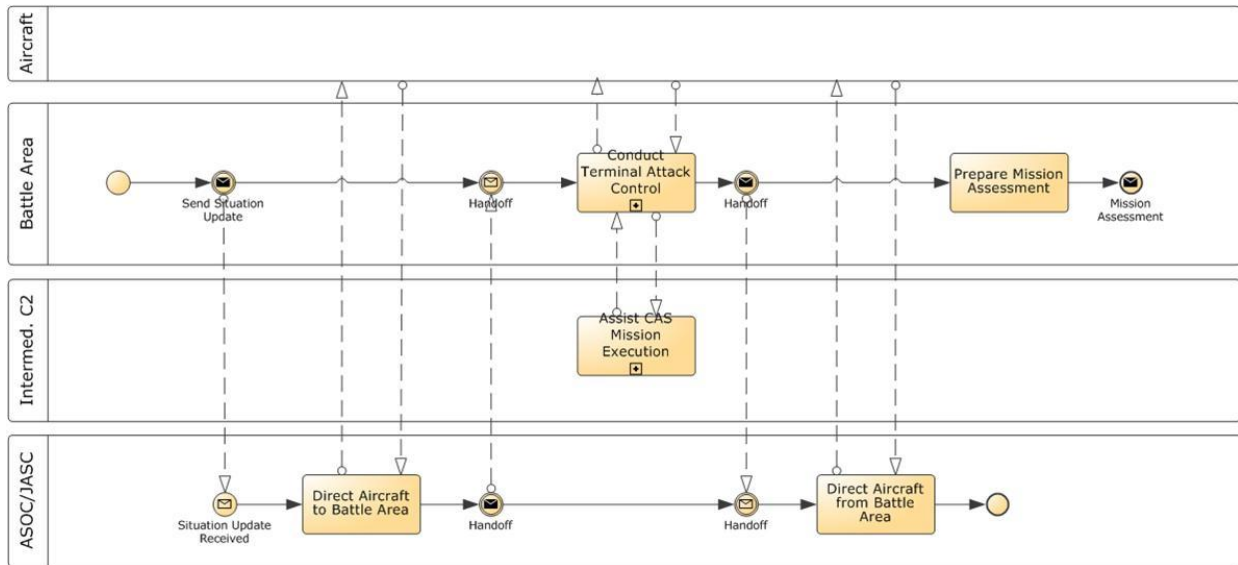 Aircraft
Battle Area
Send Situation
Update
Handoff
Conduct
Terminal Attack
Control
Handoff
Prepare Mission
Assessment
Mission
Assessment
Intermed. C2
Assist CAS
Mission
Execution
ASOC/JASC
Situation Update
Received
Direct Aircraft
to Battle Area
Handoff
Handoff
Direct Aircraft
from Battle
Area